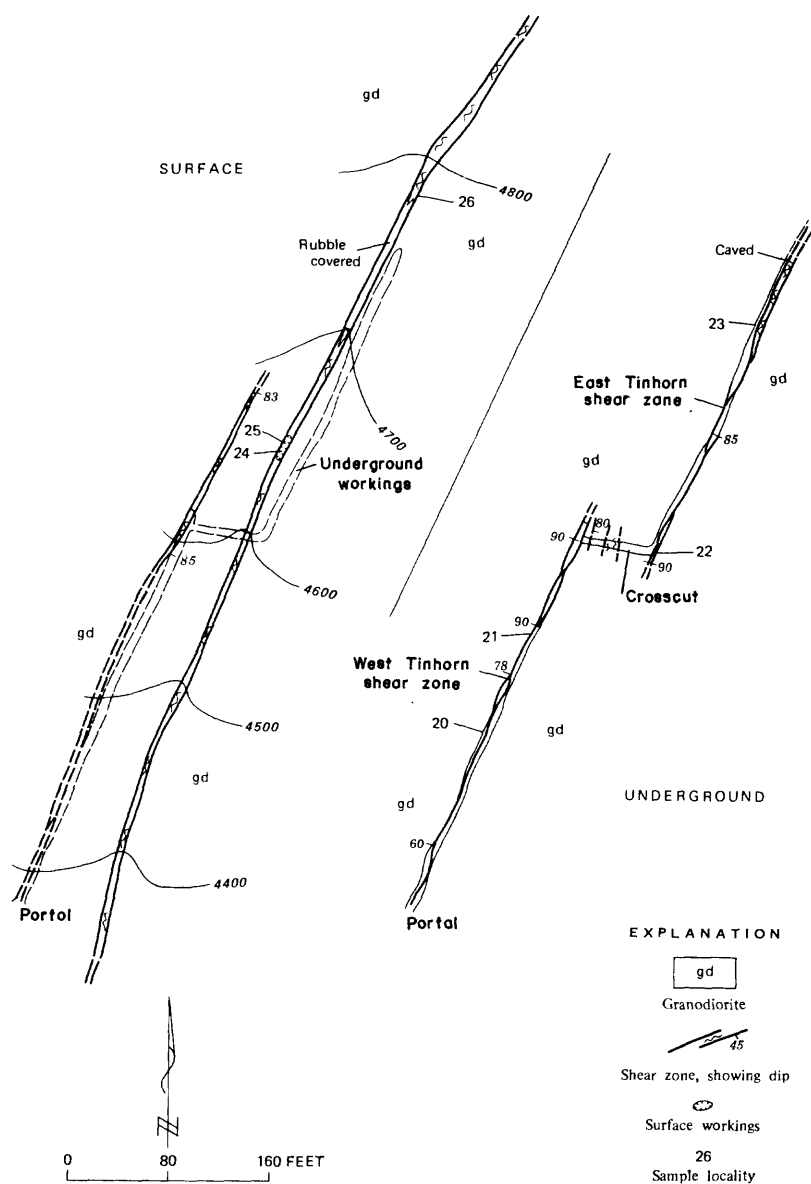 gd
SURFACE
4800
26
Rubble
covered
gd
Caved
23
83
East Tinhorn
shear zone
gd
4700
25
24
85
gd
Underground
workings
80
90
22
85
90
4600
Crosscut
gd
90
21
West Tinhorn
shear zone
78
4500
20
gd
gd
UNDERGROUND
gd
60
4400
Portal
Portal
EXPLANATION
gd
Granodiorite
45
Shear zone, showing dip
Surface workings
26
Sample locality
N
0 80 160 FEET